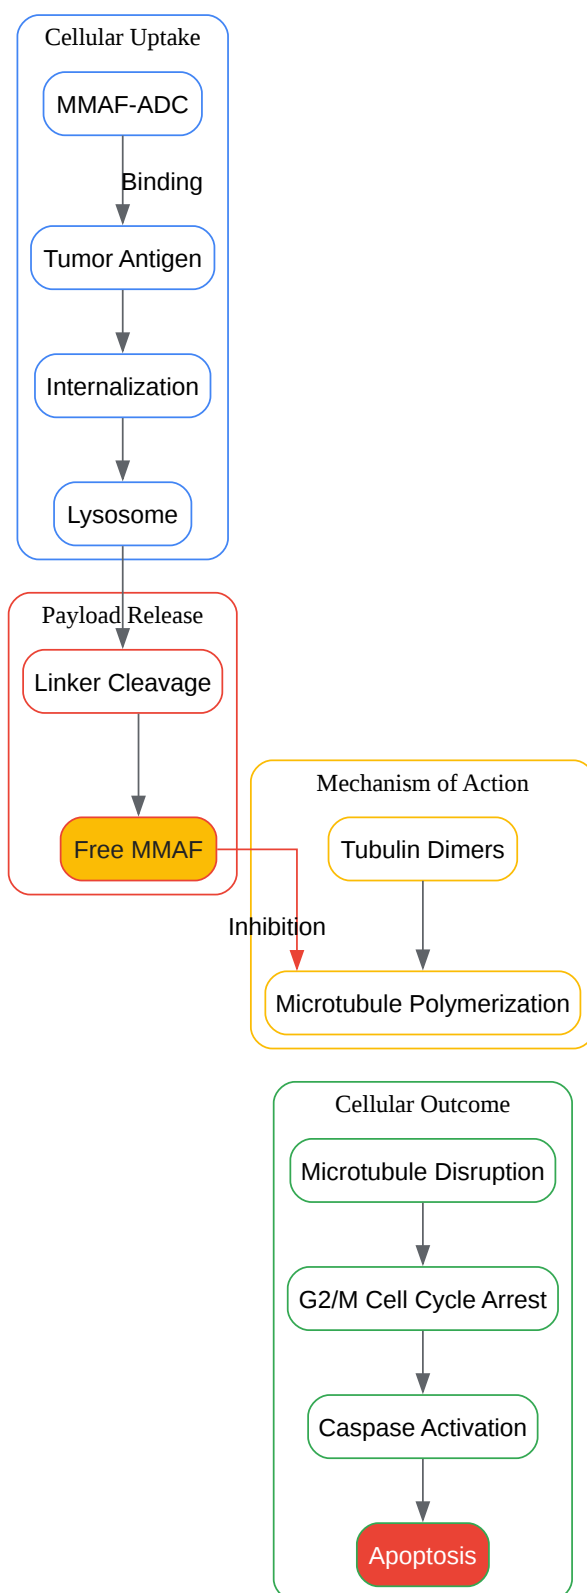 Cellular Uptake
MMAF-ADC
Binding
Tumor Antigen
Internalization
Lysosome
Payload Release
Linker Cleavage
Free MMAF
Mechanism of Action
Tubulin Dimers
Inhibition
Microtubule Polymerization
Cellular Outcome
Microtubule Disruption
G2/M Cell Cycle Arrest
Caspase Activation
Apoptosis